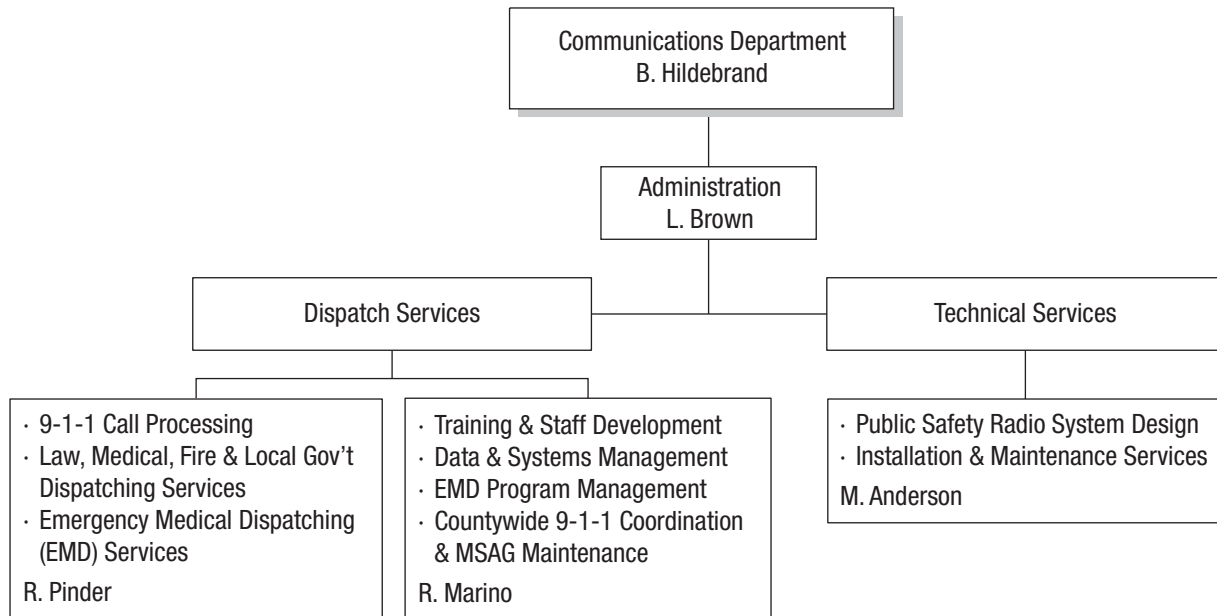 Communications Department
B. Hildebrand
Administration
L. Brown
Dispatch Services
Technical Services
· 9-1-1 Call Processing
· Law, Medical, Fire & Local Gov't
Dispatching Services
· Emergency Medical Dispatching
(EMD) Services
R. Pinder
· Training & Staff Development
· Data & Systems Management
· EMD Program Management
· Countywide 9-1-1 Coordination
& MSAG Maintenance
R. Marino
· Public Safety Radio System Design
· Installation & Maintenance Services
M. Anderson